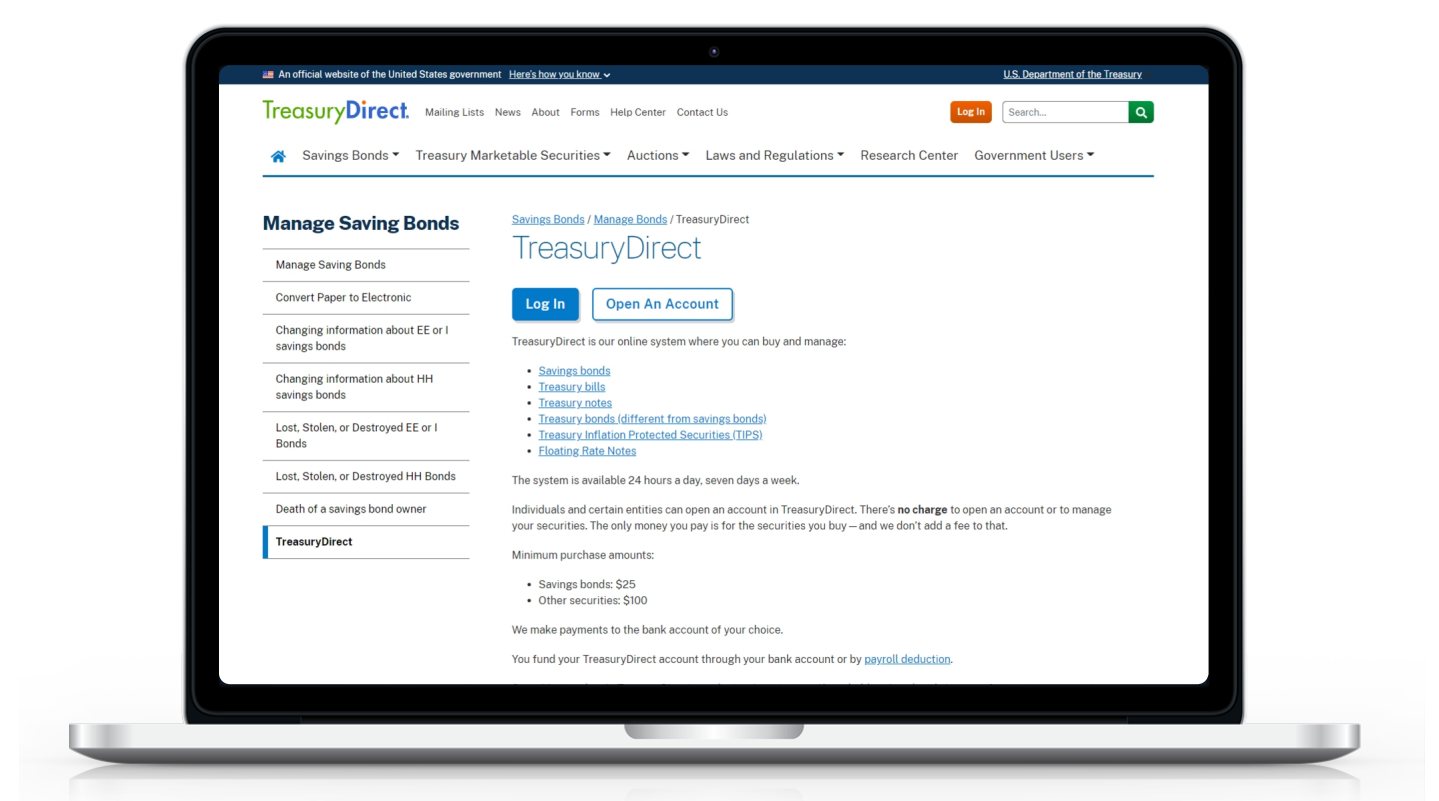 An official website of the United States government Here's how you know
U.S. Department of the Treasury
TreasuryDirect.
Mailing Lists News About Forms Help Center Contact Us
Log In
Search...
Savings Bonds Treasury Marketable Securities Auctions Laws and Regulations Research Center Government Users
Manage Saving Bonds
Manage Saving Bonds
Convert Paper to Electronic
Changing information about EE or I
savings bonds
Changing information about HH
savings bonds
Lost, Stolen, or Destroyed EE or I
Bonds
Lost, Stolen, or Destroyed HH Bonds
Death of a savings bond owner
TreasuryDirect
Savings Bonds / Manage Bonds / TreasuryDirect
TreasuryDirect
Log In
Open An Account
TreasuryDirect is our online system where you can buy and manage:
• Savings bonds
• Treasury bills
• Treasury notes
• Treasury bonds (different from savings bonds)
• Treasury Inflation Protected Securities (TIPS)
• Floating Rate Notes
The system is available 24 hours a day, seven days a week.
Individuals and certain entities can open an account in TreasuryDirect. There's no charge to open an account or to manage
your securities. The only money you pay is for the securities you buy — and we don't add a fee to that.
Minimum purchase amounts:
• Savings bonds: $25
• Other securities: $100
We make payments to the bank account of your choice.
You fund your TreasuryDirect account through your bank account or by payroll deduction.